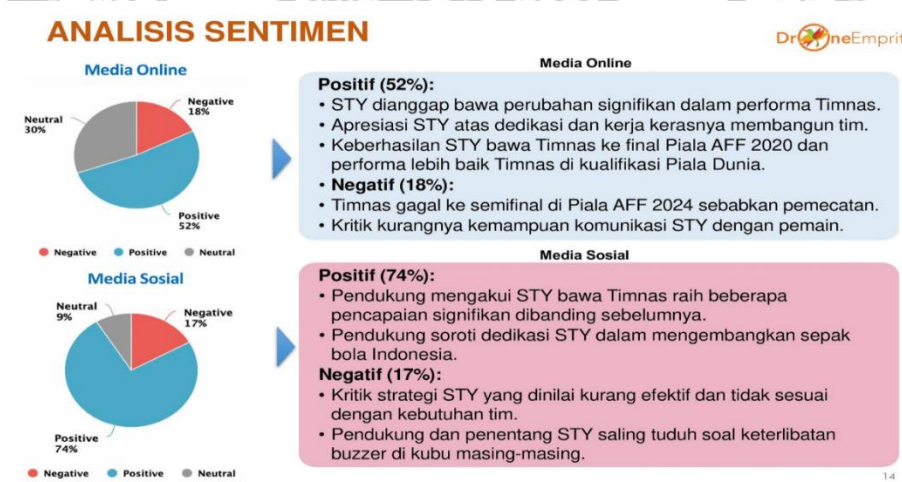 ANALISIS SENTIMEN
DroneEmprit
Media Online
Neutral
30%
Negative
18%
Positive
52%
Negative Positive Neutral
Media Online
Positif (52%):
• STY dianggap bawa perubahan signifikan dalam performa Timnas.
• Apresiasi STY atas dedikasi dan kerja kerasnya membangun tim.
• Keberhasilan STY bawa Timnas ke final Piala AFF 2020 dan
performa lebih baik Timnas di kualifikasi Piala Dunia.
• Negatif (18%):
• Timnas gagal ke semifinal di Piala AFF 2024 sebabkan pemecatan.
• Kritik kurangnya kemampuan komunikasi STY dengan pemain.
Media Sosial
Neutral
9%
Negative
17%
Positive
74%
Negative Positive Neutral
Media Sosial
Positif (74%):
• Pendukung mengakui STY bawa Timnas raih beberapa
pencapaian signifikan dibanding sebelumnya.
• Pendukung soroti dedikasi STY dalam mengembangkan sepak
bola Indonesia.
Negatif (17%):
• Kritik strategi STY yang dinilai kurang efektif dan tidak sesuai
dengan kebutuhan tim.
• Pendukung dan penentang STY saling tuduh soal keterlibatan
buzzer di kubu masing-masing.
14